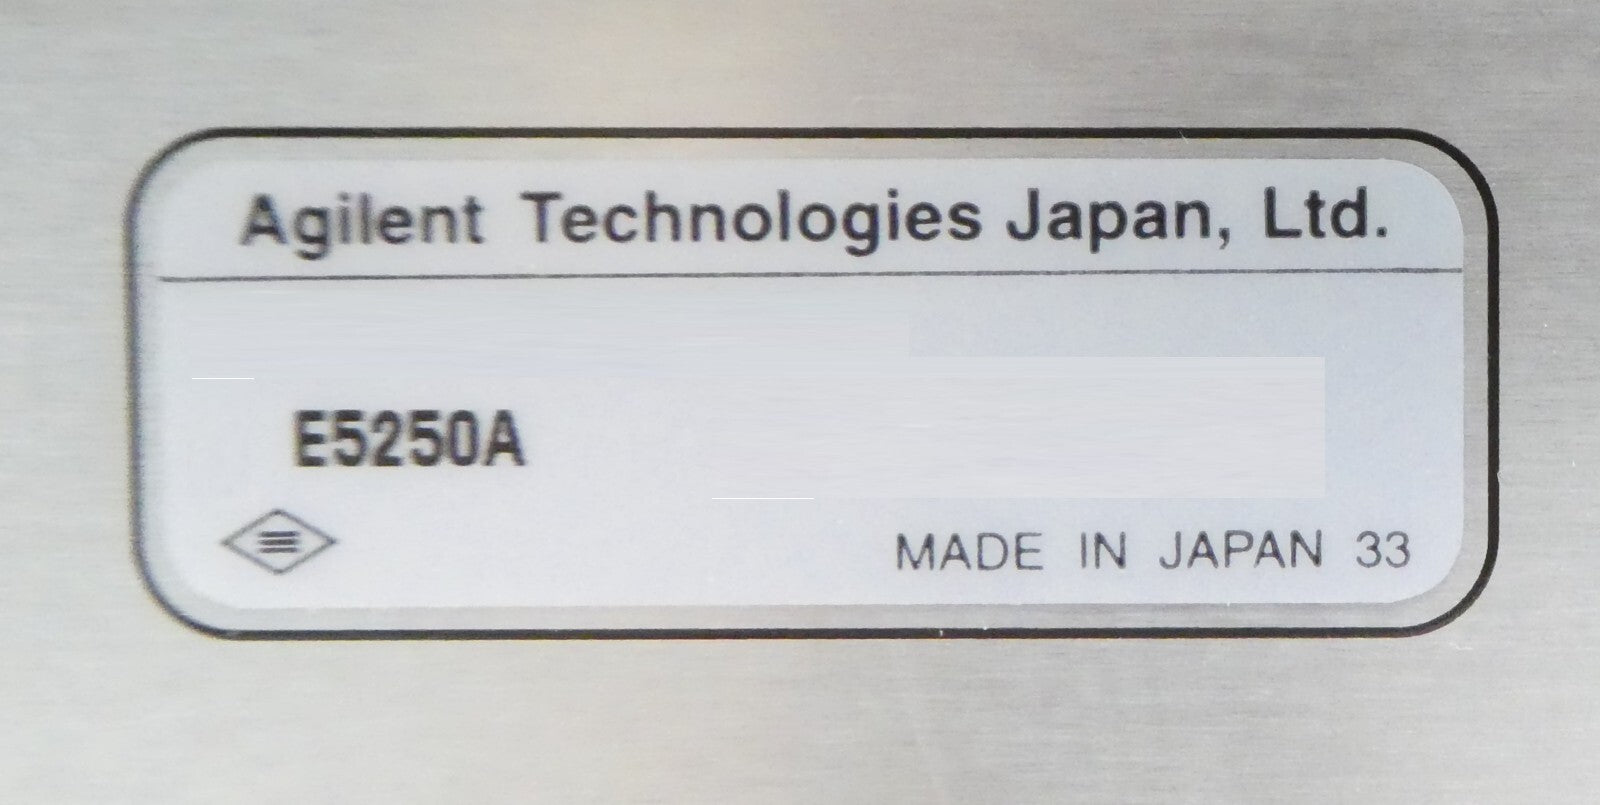 Agilent Technologies Japan, Ltd.
E5250A
MADE IN JAPAN 33